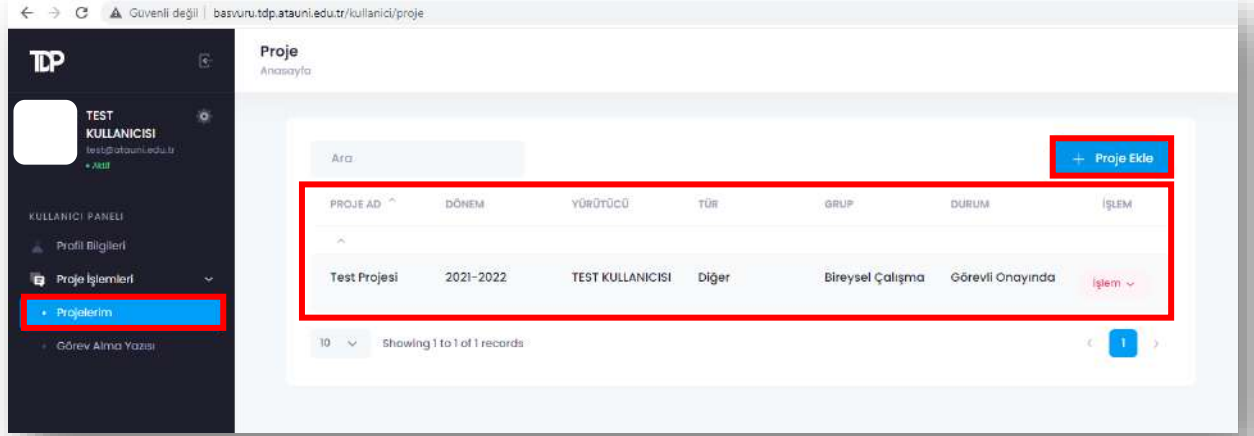 Güvenli değil | basvuru.tdp.atauni.edu.tr/kullanici/proje
TDP
Proje
Anasayfa
TEST
KULLANICISI
test@atauni.edu.tr
• Aktif
KULLANICI PANELI
Profil Bilgileri
Proje İşlemleri
Projelerim
Görev Alma Yazısı
Ara
+ Proje Ekle
PROJE AD DÖNEM YÜRÜTÜCÜ TÜR GRUP DURUM İŞLEM
Test Projesi 2021-2022 TEST KULLANICISI Diğer Bireysel Çalışma Görevli Onayında İşlem
10 Showing 1 to 1 of 1 records
1